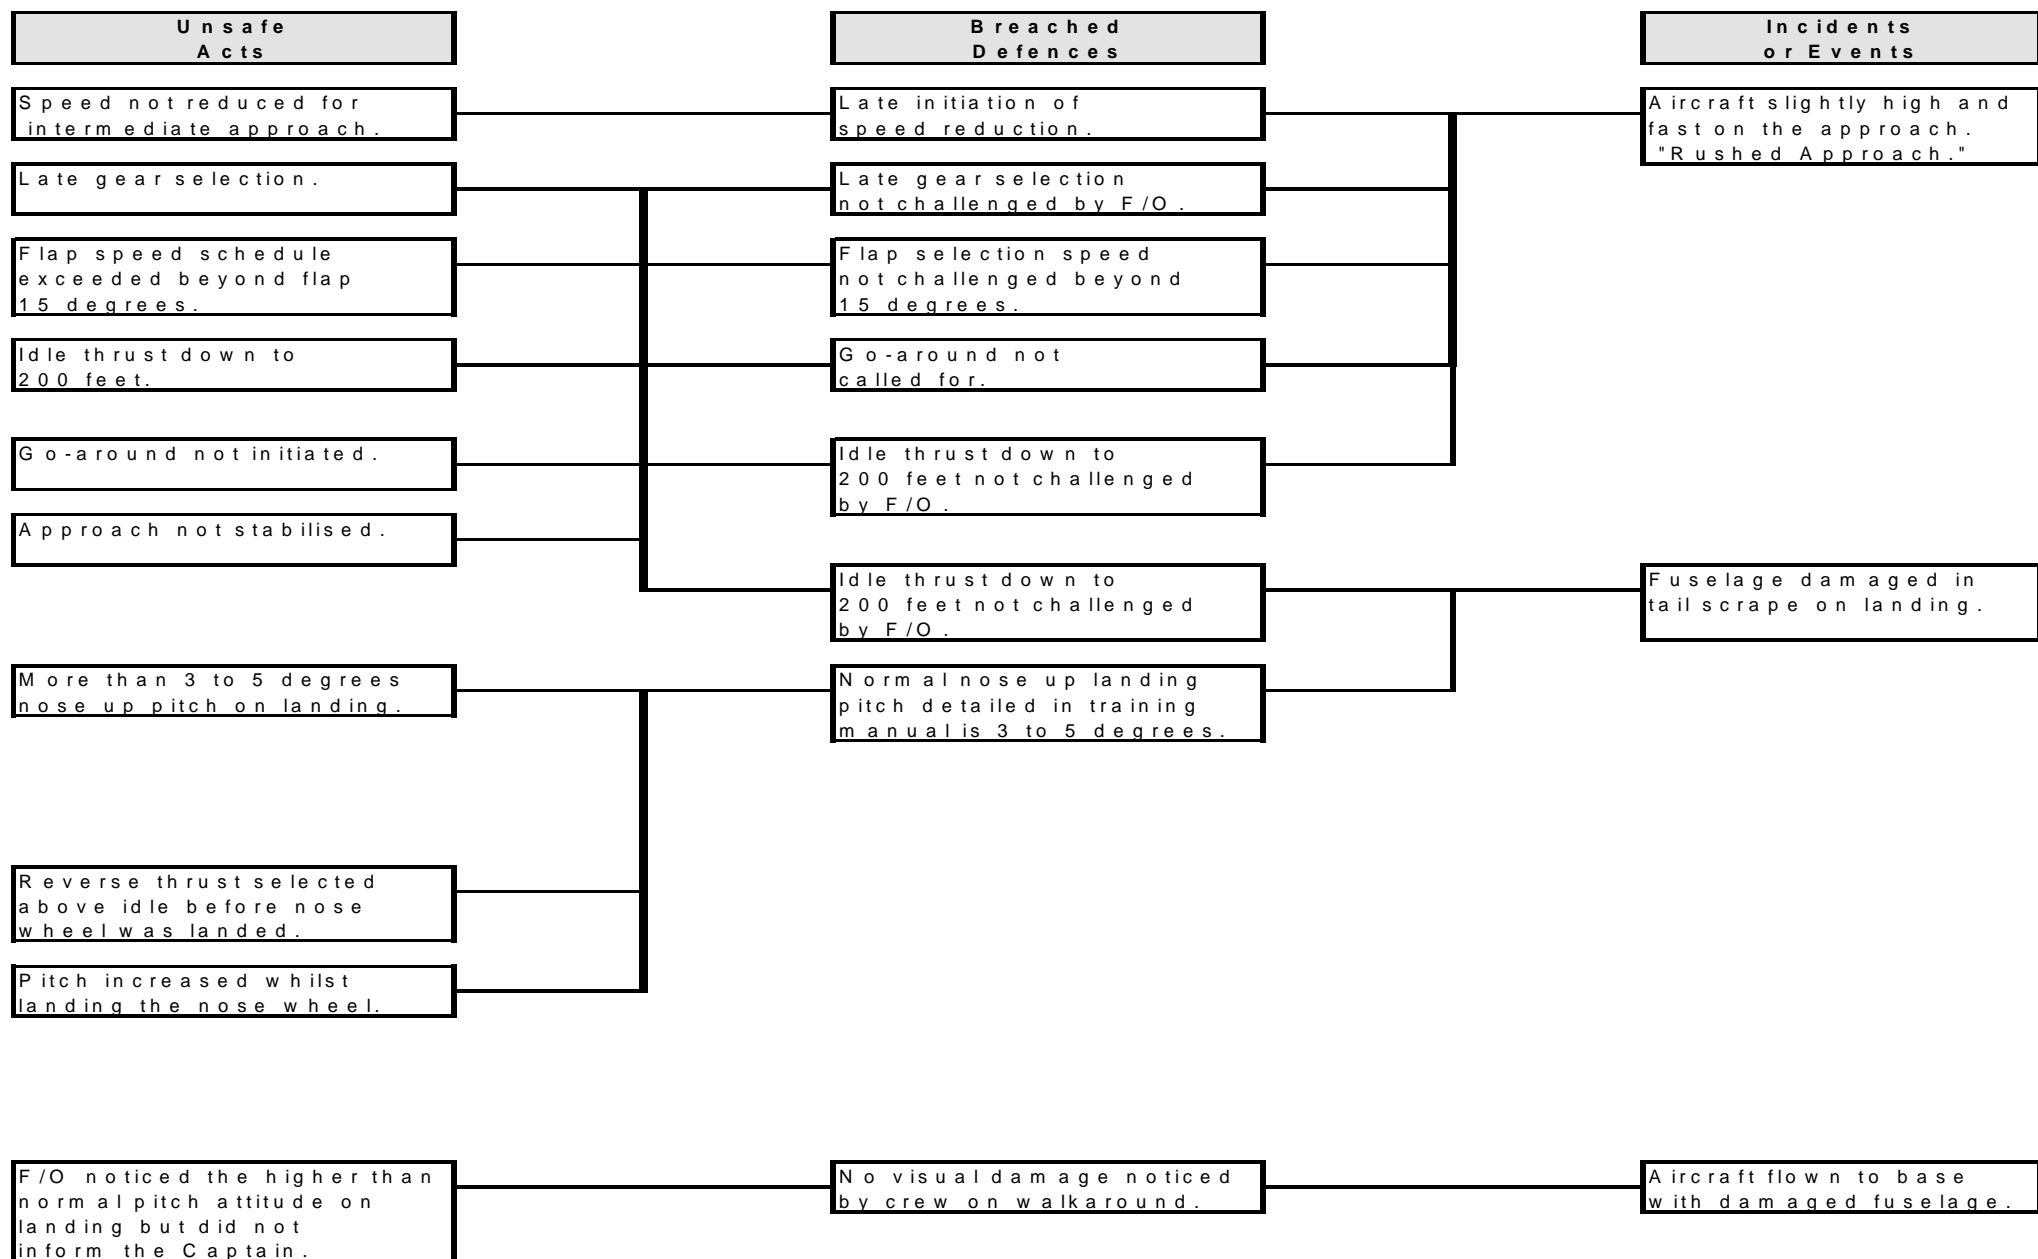 Unsafe
Acts
Breached
Defences
Incidents
or Events
Speed not reduced for
intermediate approach.
Late initiation of
speed reduction.
Aircraft slightly high and
fast on the approach.
"Rushed Approach."
Late gear selection.
Late gear selection
not challenged by F/O.
Flap speed schedule
exceeded beyond flap
15 degrees.
Flap selection speed
not challenged beyond
15 degrees.
Idle thrust down to
200 feet.
Go-around not
called for.
Go-around not initiated.
Idle thrust down to
200 feet not challenged
by F/O.
Approach not stabilised.
Idle thrust down to
200 feet not challenged
by F/O.
Fuselage damaged in
tail scrape on landing.
More than 3 to 5 degrees
nose up pitch on landing.
Normal nose up landing
pitch detailed in training
manual is 3 to 5 degrees.
Reverse thrust selected
above idle before nose
wheel was landed.
Pitch increased whilst
landing the nose wheel.
F/O noticed the higher than
normal pitch attitude on
landing but did not
inform the Captain.
No visual damage noticed
by crew on walkaround.
Aircraft flown to base
with damaged fuselage.